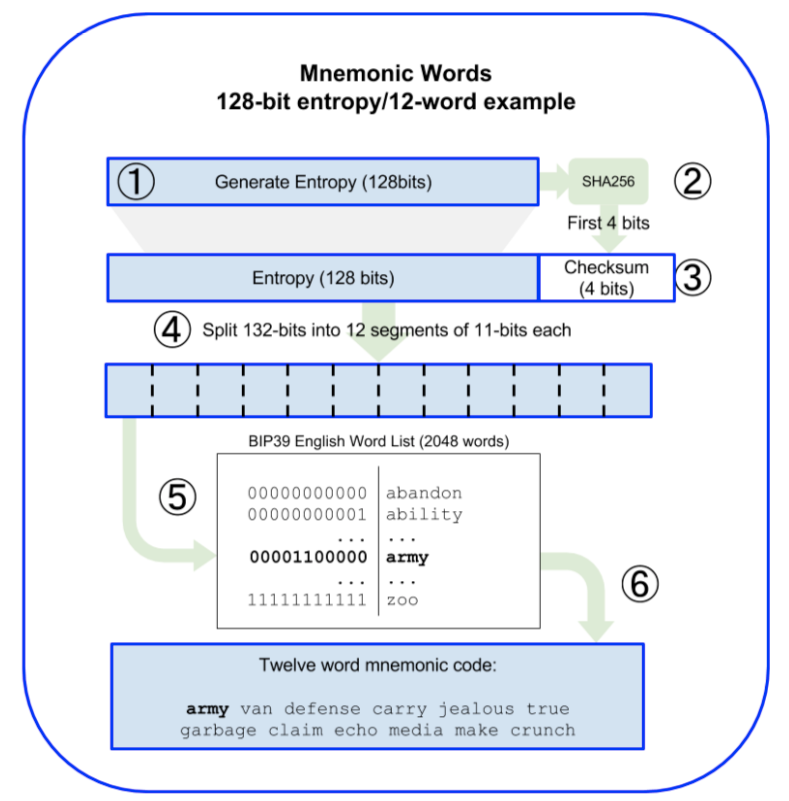 Mnemonic Words
128-bit entropy/12-word example
① Generate Entropy (128bits)
SHA256 ②
First 4 bits
Entropy (128 bits)
Checksum
(4 bits) ③
④ Split 132-bits into 12 segments of 11-bits each
BIP39 English Word List (2048 words)
⑤
00000000000 abandon
00000000001 ability
... ...
00001100000 army
... ...
11111111111 zoo
⑥
Twelve word mnemonic code:
army van defense carry jealous true
garbage claim echo media make crunch